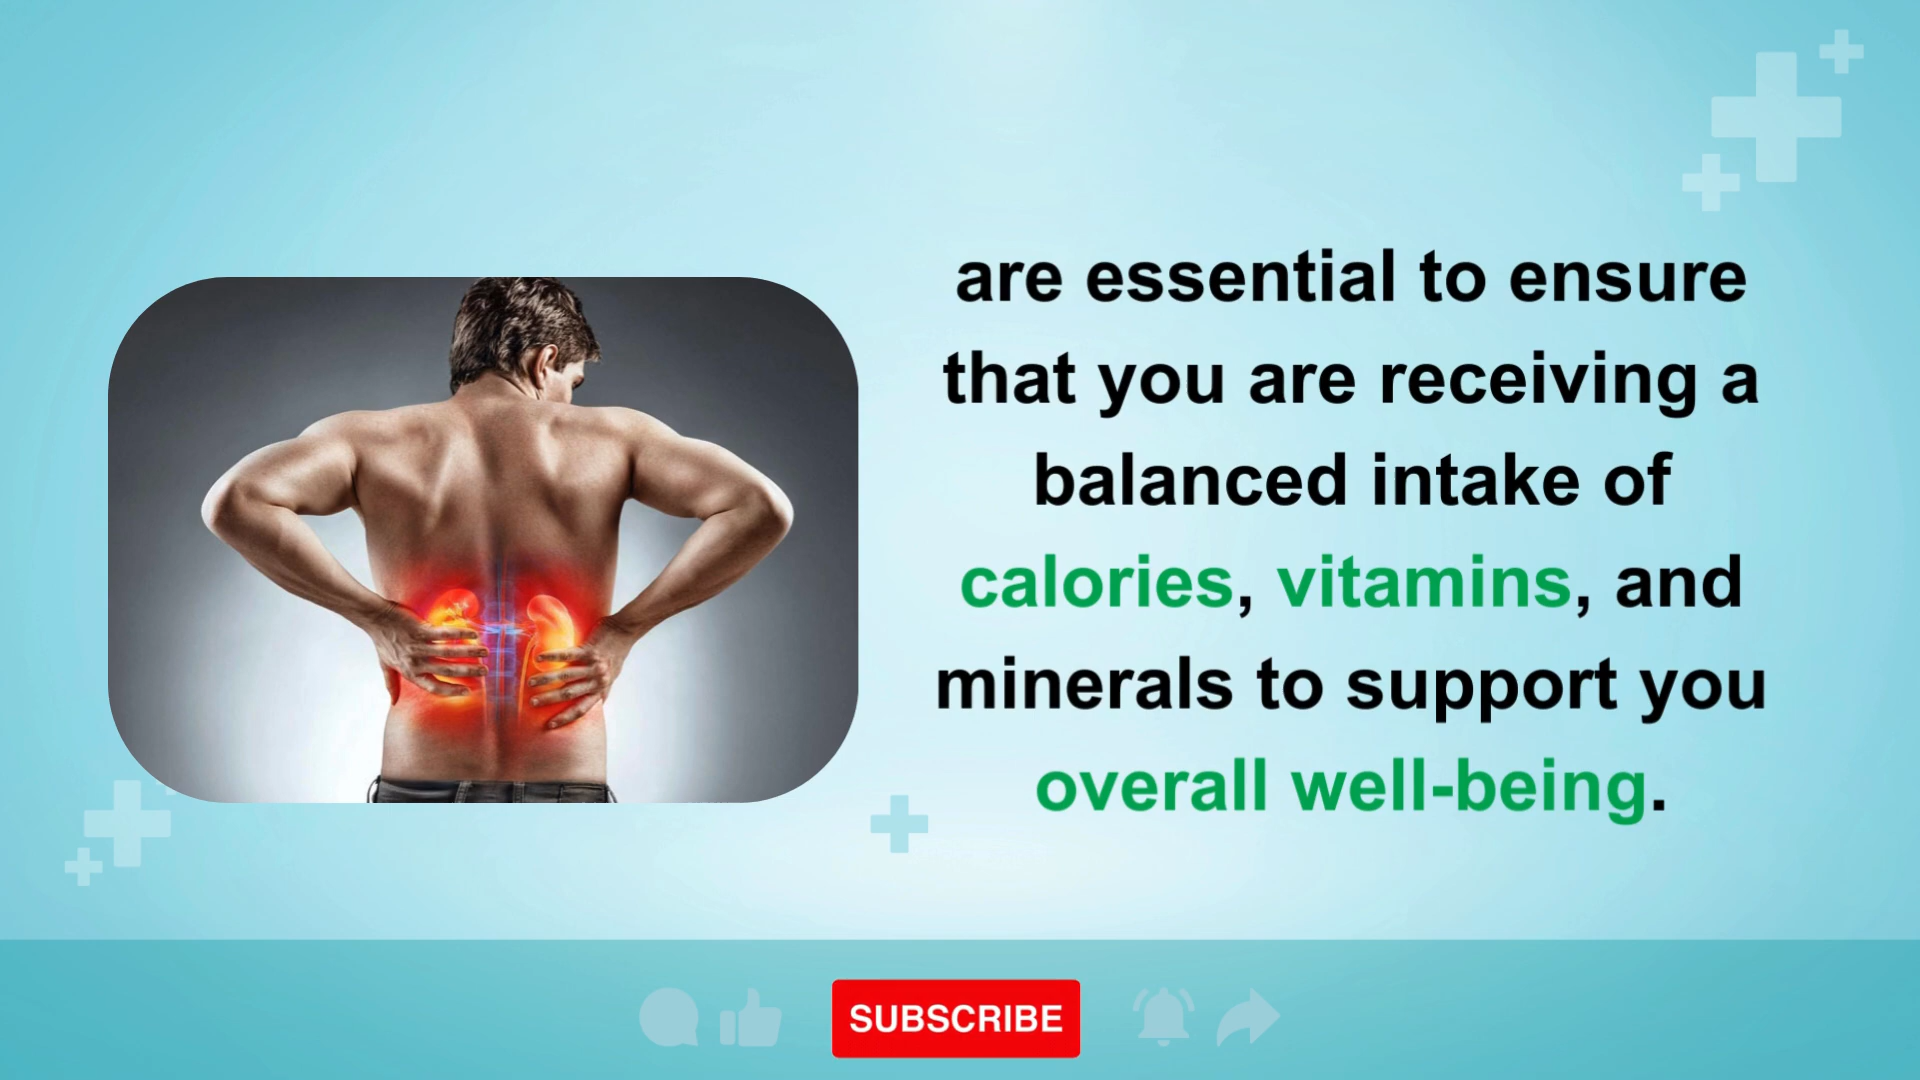 are essential to ensure
that you are receiving a
balanced intake of
calories, vitamins, and
minerals to support you
overall well-being.
SUBSCRIBE